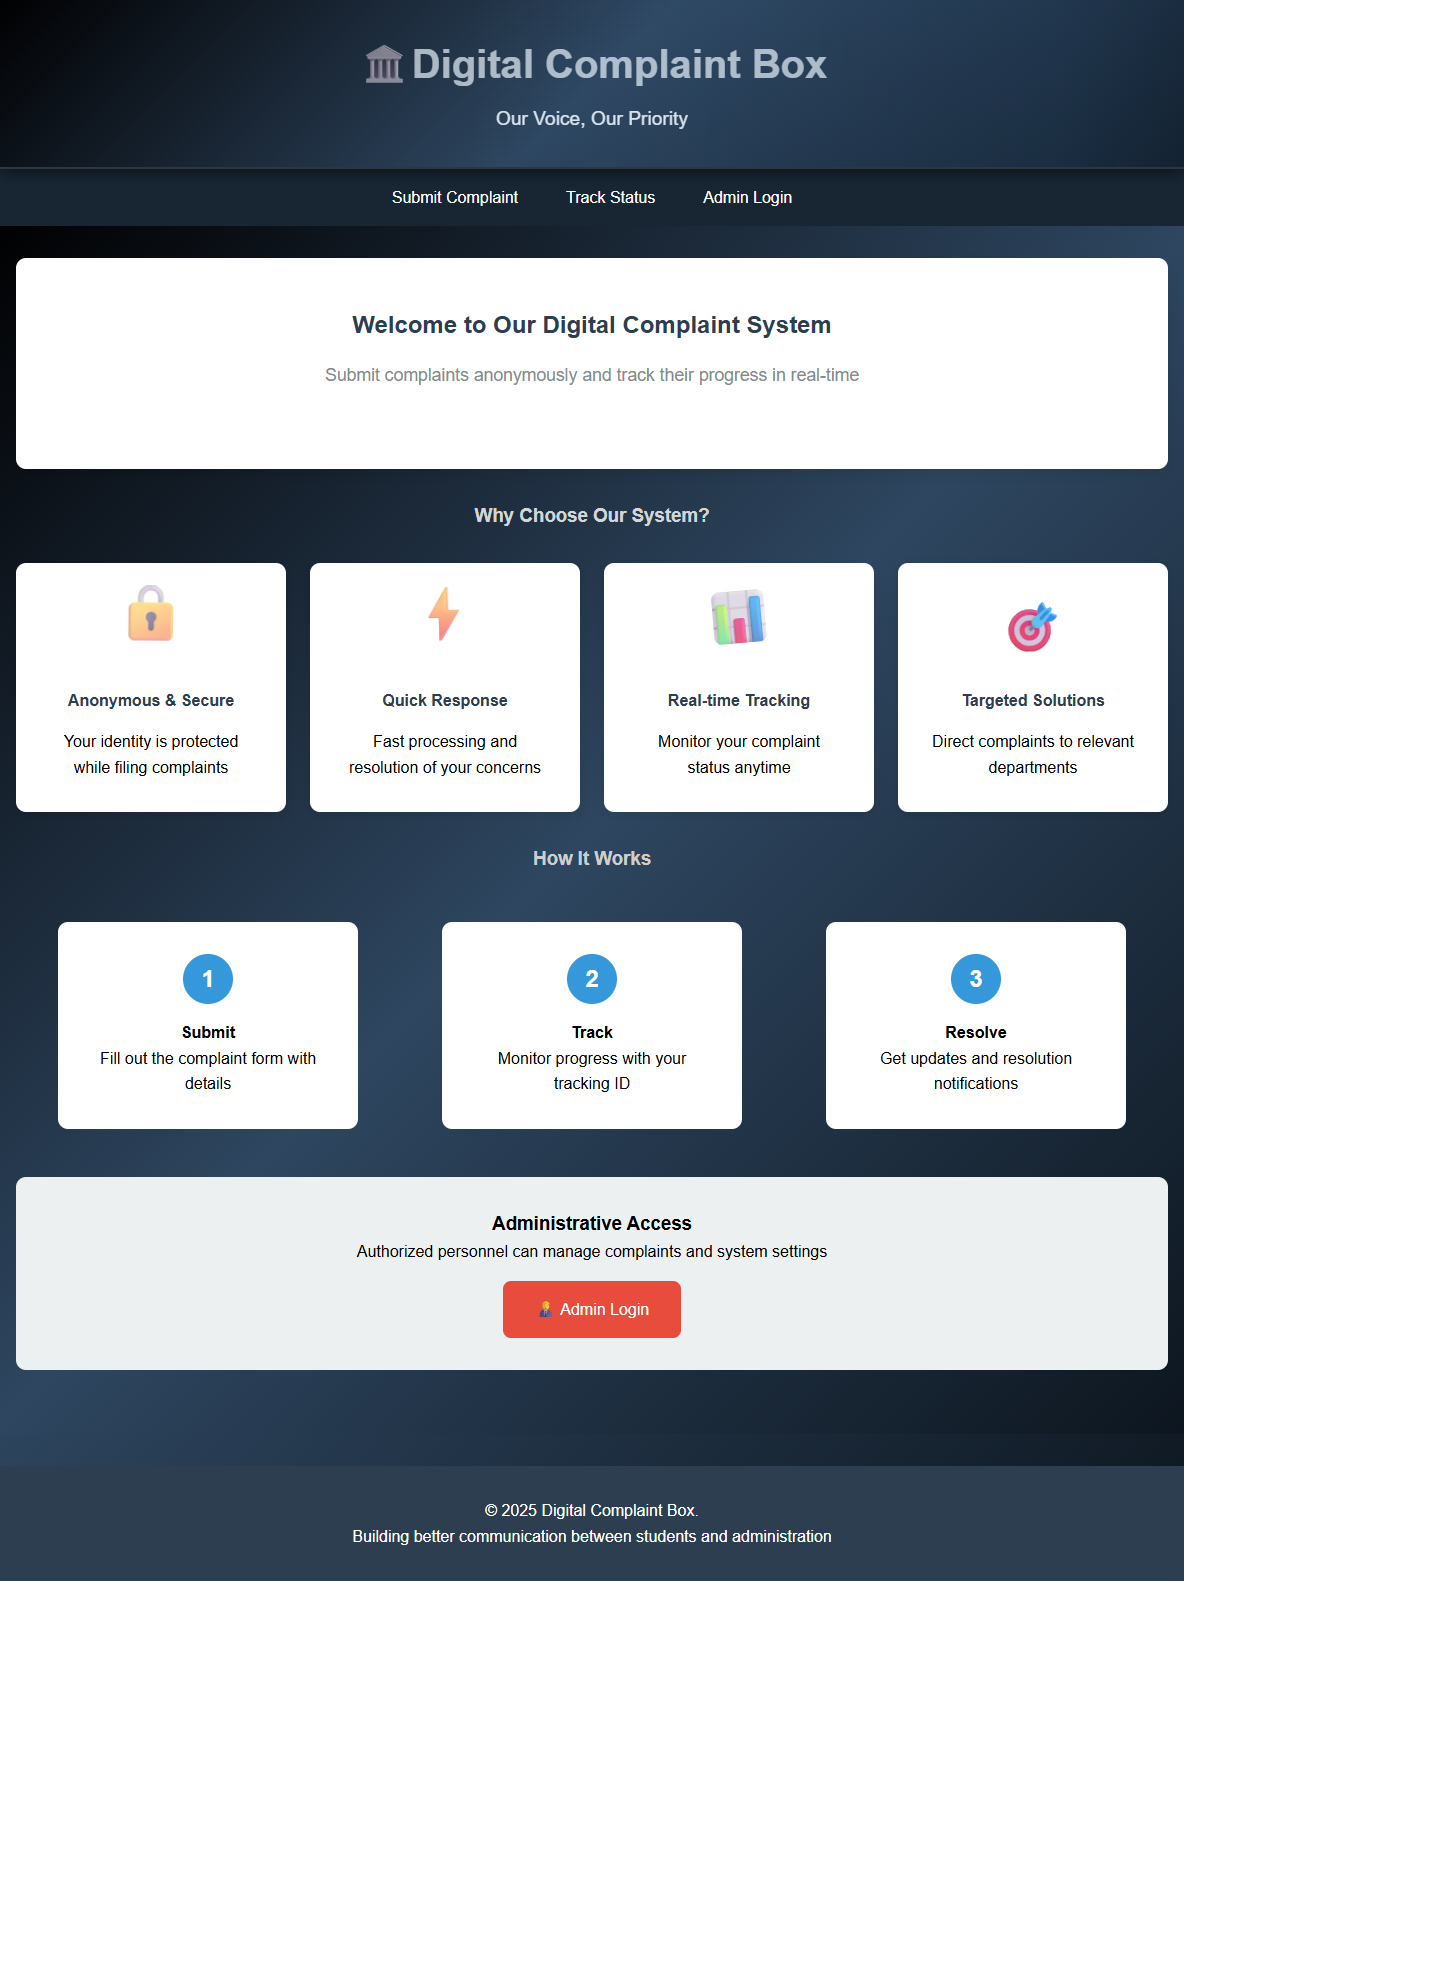 Digital Complaint Box
Our Voice, Our Priority
Submit Complaint
Track Status
Admin Login
Welcome to Our Digital Complaint System
Submit complaints anonymously and track their progress in real-time
Why Choose Our System?
Anonymous & Secure
Your identity is protected
while filing complaints
Quick Response
Fast processing and
resolution of your concerns
Real-time Tracking
Monitor your complaint
status anytime
Targeted Solutions
Direct complaints to relevant
departments
How It Works
1
Submit
Fill out the complaint form with
details
2
Track
Monitor progress with your
tracking ID
3
Resolve
Get updates and resolution
notifications
Administrative Access
Authorized personnel can manage complaints and system settings
Admin Login
© 2025 Digital Complaint Box.
Building better communication between students and administration